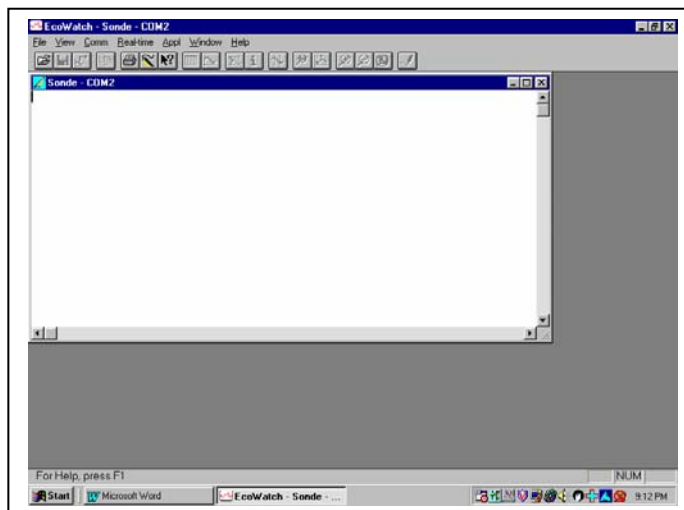 EcoWatch - Sonde - COM2
File View Comm Real-time Appl Window Help
Sonde - COM2
For Help, press F1
NUM
Start
Microsoft Word
EcoWatch - Sonde - ...
9:12 PM